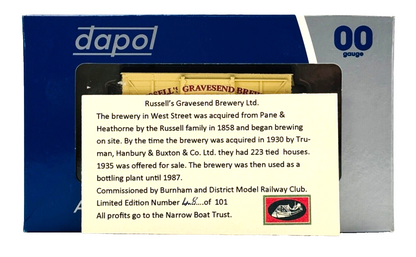 dapol
00
gauge
SELL'S GRAVESEND BREW
Russell's Gravesend Brewery Ltd.
The brewery in West Street was acquired from Pane &
Heathorne by the Russell family in 1858 and began brewing
on site. By the time the brewery was acquired in 1930 by Tru-
man, Hanbury & Buxton & Co. Ltd. they had 223 tied houses.
1935 was offered for sale. The brewery was then used as a
bottling plant until 1987.
Commissioned by Burnham and District Model Railway Club.
Limited Edition Number ....of 101
All profits go to the Narrow Boat Trust.
A